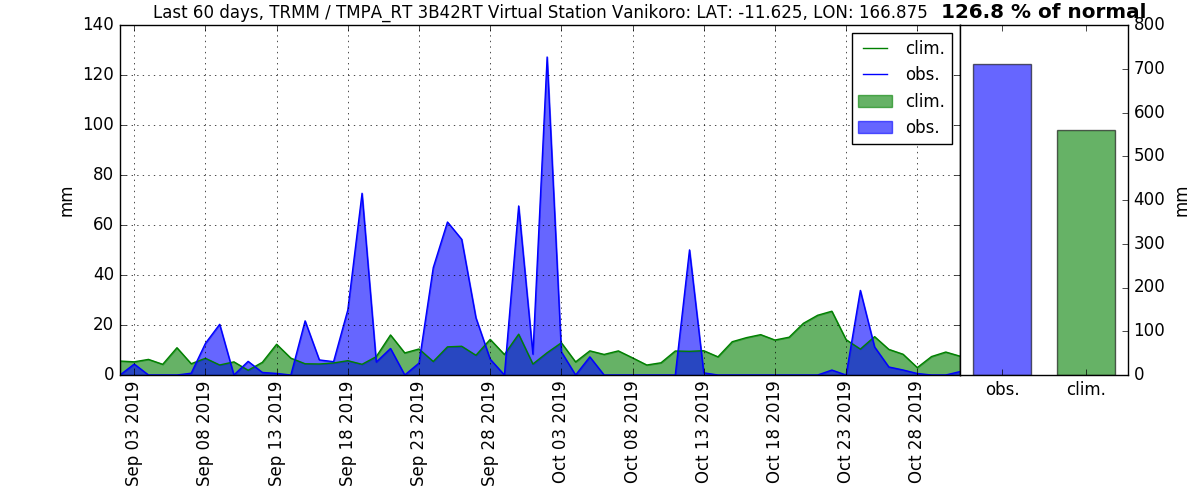 Last 60 days, TRMM / TMPA_RT 3B42RT Virtual Station Vanikoro: LAT: -11.625, LON: 166.875
126.8 % of normal
140
120
100
80
60
40
20
0
mm
clim.
obs.
clim.
obs.
Sep 03 2019
Sep 08 2019
Sep 13 2019
Sep 18 2019
Sep 23 2019
Sep 28 2019
Oct 03 2019
Oct 08 2019
Oct 13 2019
Oct 18 2019
Oct 23 2019
Oct 28 2019
800
700
600
500
400
300
200
100
0
mm
obs.
clim.